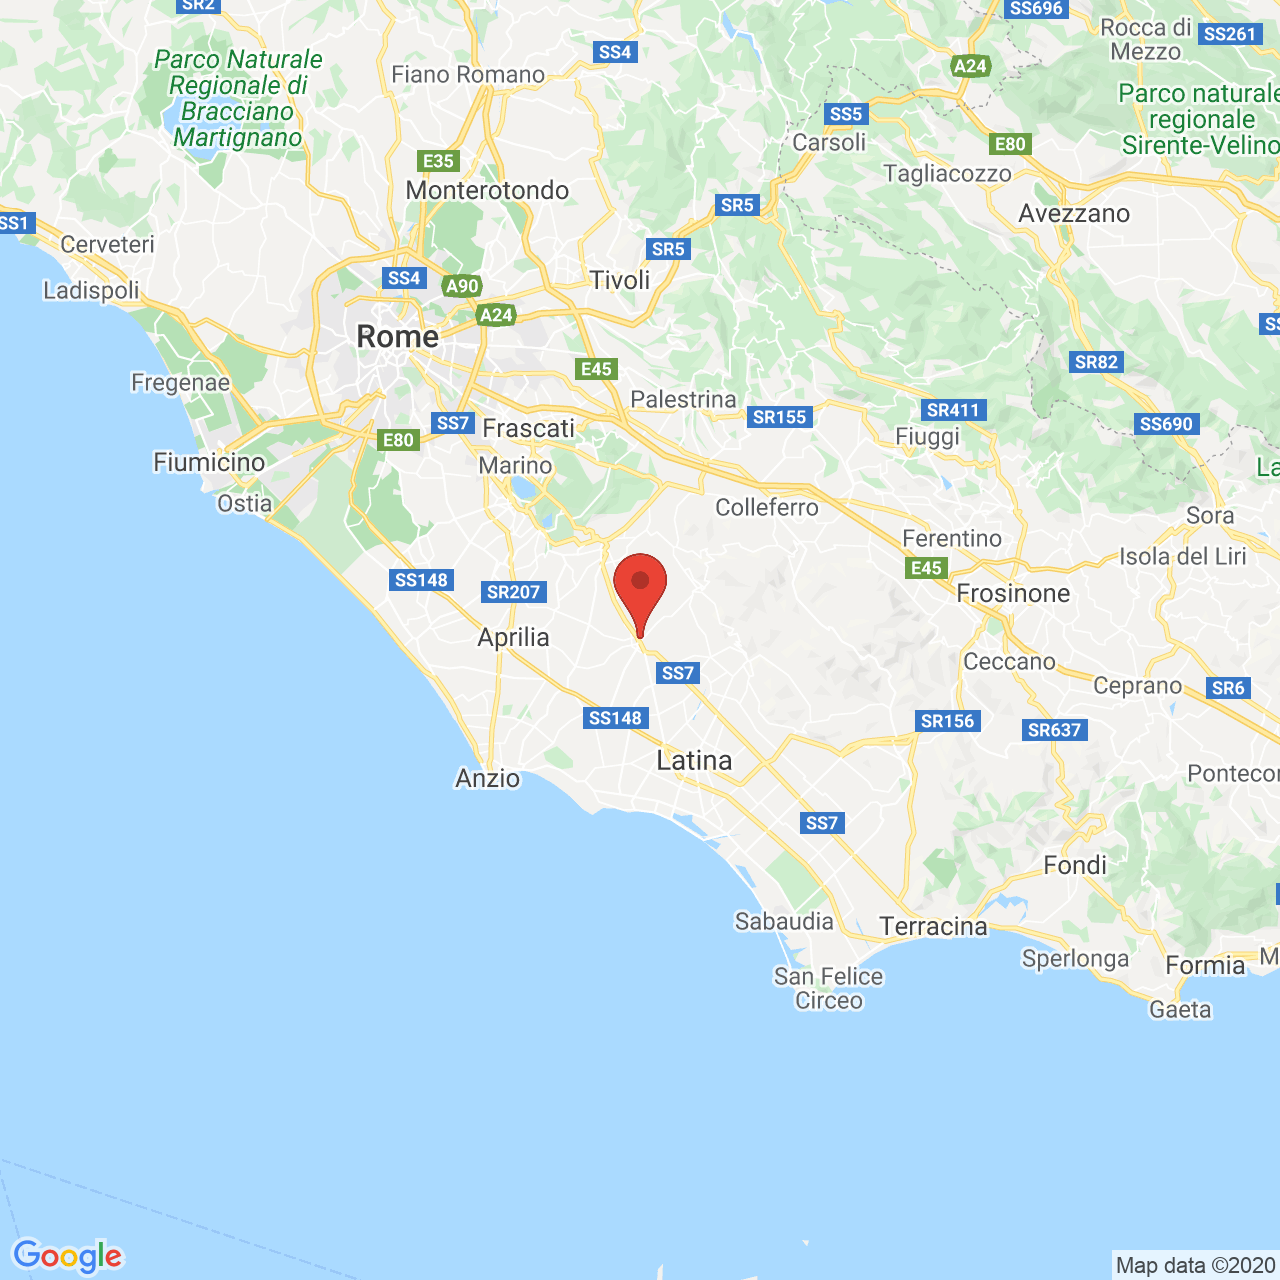 SR2
SS696
Rocca di
Mezzo
SS261
Parco Naturale
Regionale di
Bracciano
Martignano
SS4
Fiano Romano
A24
Parco naturale
regionale
Sirente-Velino
SS5
Carsoli
E80
E35
Monterotondo
Tagliacozzo
SR5
Avezzano
SS1
Cerveteri
SR5
Ladispoli
SS4
A90
Tivoli
A24
Rome
SS
Fregenae
E45
SR82
Palestrina
SS7
SR155
SR411
SS690
Frascati
Fiuggi
E80
Fiumicino
Marino
La
Ostia
Colleferro
Sora
Ferentino
Isola del Liri
SS148
SR207
E45
Frosinone
Aprilia
Ceccano
SS7
Ceprano
SR6
SS148
SR156
SR637
Latina
Anzio
Pontecor
SS7
Fondi
Sabaudia
Terracina
Sperlonga
M
Formia
San Felice
Circeo
Gaeta
Google
Map data ©2020